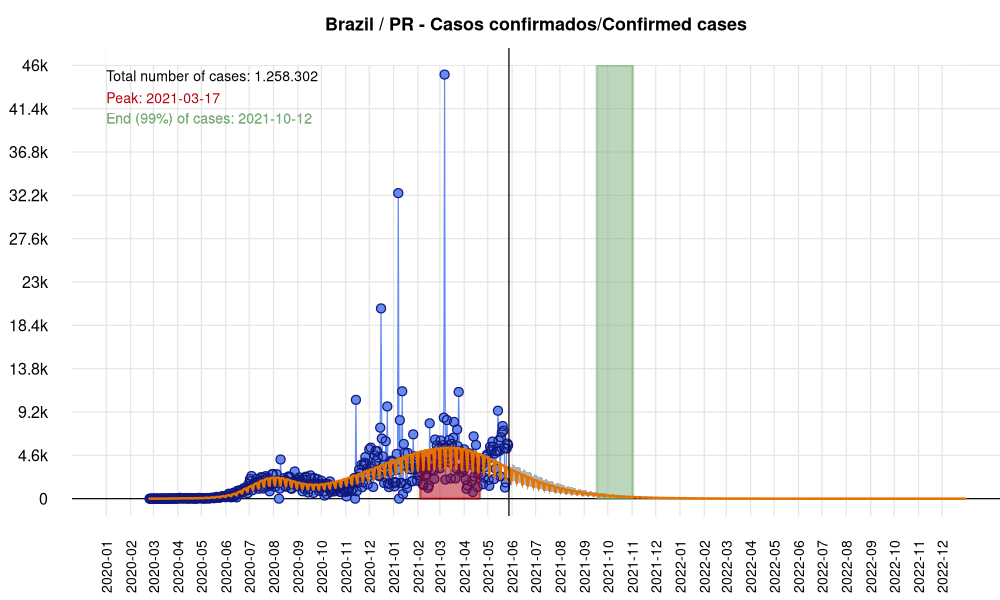 Brazil / PR - Casos confirmados/Confirmed cases
Total number of cases: 1.258.302
Peak: 2021-03-17
End (99%) of cases: 2021-10-12
46k
41.4k
36.8k
32.2k
27.6k
23k
18.4k
13.8k
9.2k
4.6k
0
2020-01
2020-02
2020-03
2020-04
2020-05
2020-06
2020-07
2020-08
2020-09
2020-10
2020-11
2020-12
2021-01
2021-02
2021-03
2021-04
2021-05
2021-06
2021-07
2021-08
2021-09
2021-10
2021-11
2021-12
2022-01
2022-02
2022-03
2022-04
2022-05
2022-06
2022-07
2022-08
2022-09
2022-10
2022-11
2022-12